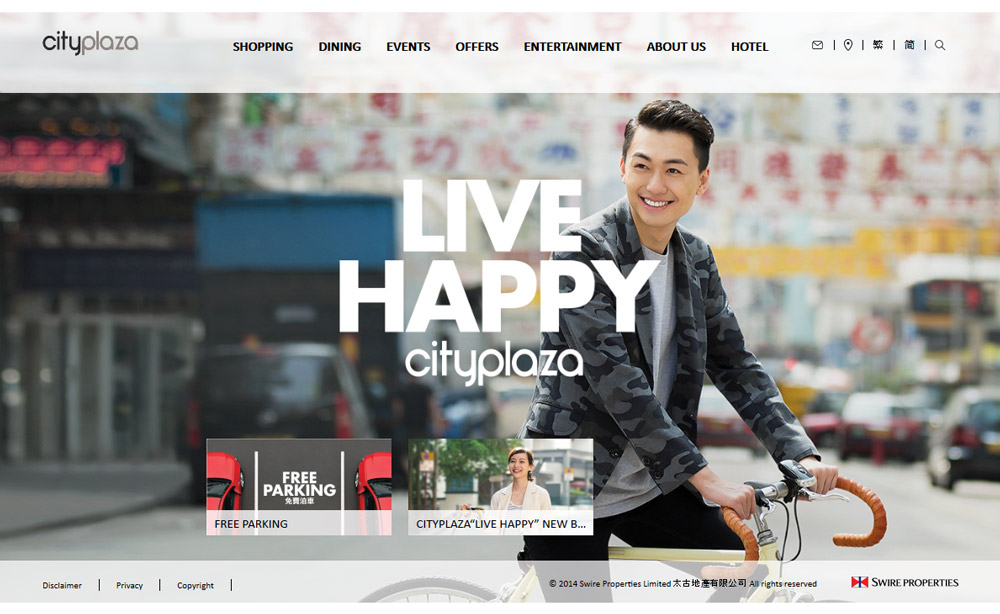 cityplaza
SHOPPING DINING EVENTS OFFERS ENTERTAINMENT ABOUT US HOTEL 繁 简
LIVE
HAPPY
cityplaza
FREE
PARKING
免費泊車
FREE PARKING
CITYPLAZA“LIVE HAPPY” NEW B...
Disclaimer Privacy Copyright
© 2014 Swire Properties Limited 太古地產有限公司 All rights reserved
SWIRE PROPERTIES